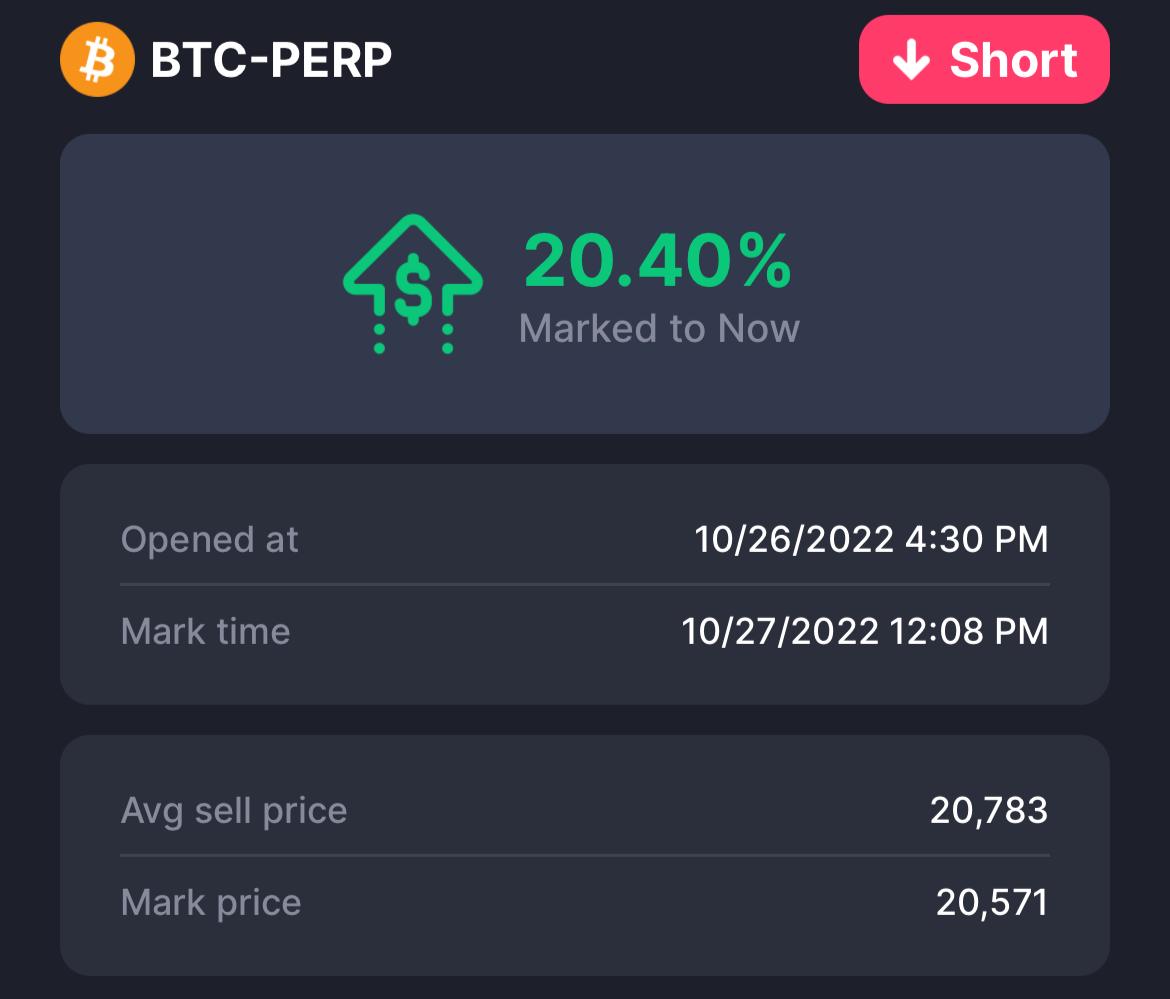 BTC-PERP
Short
20.40%
Marked to Now
Opened at 10/26/2022 4:30 PM
Mark time 10/27/2022 12:08 PM
Avg sell price 20,783
Mark price 20,571